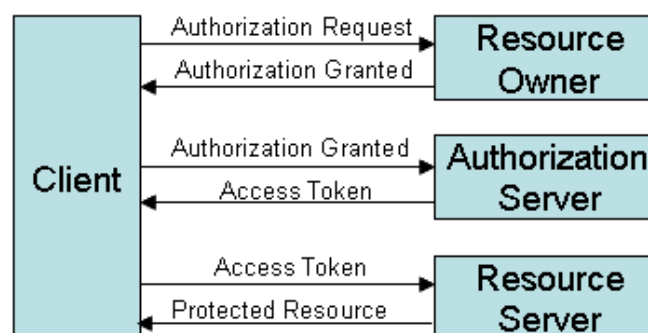 Client
Authorization Request
Authorization Granted
Resource
Owner
Authorization Granted
Access Token
Authorization
Server
Access Token
Protected Resource
Resource
Server